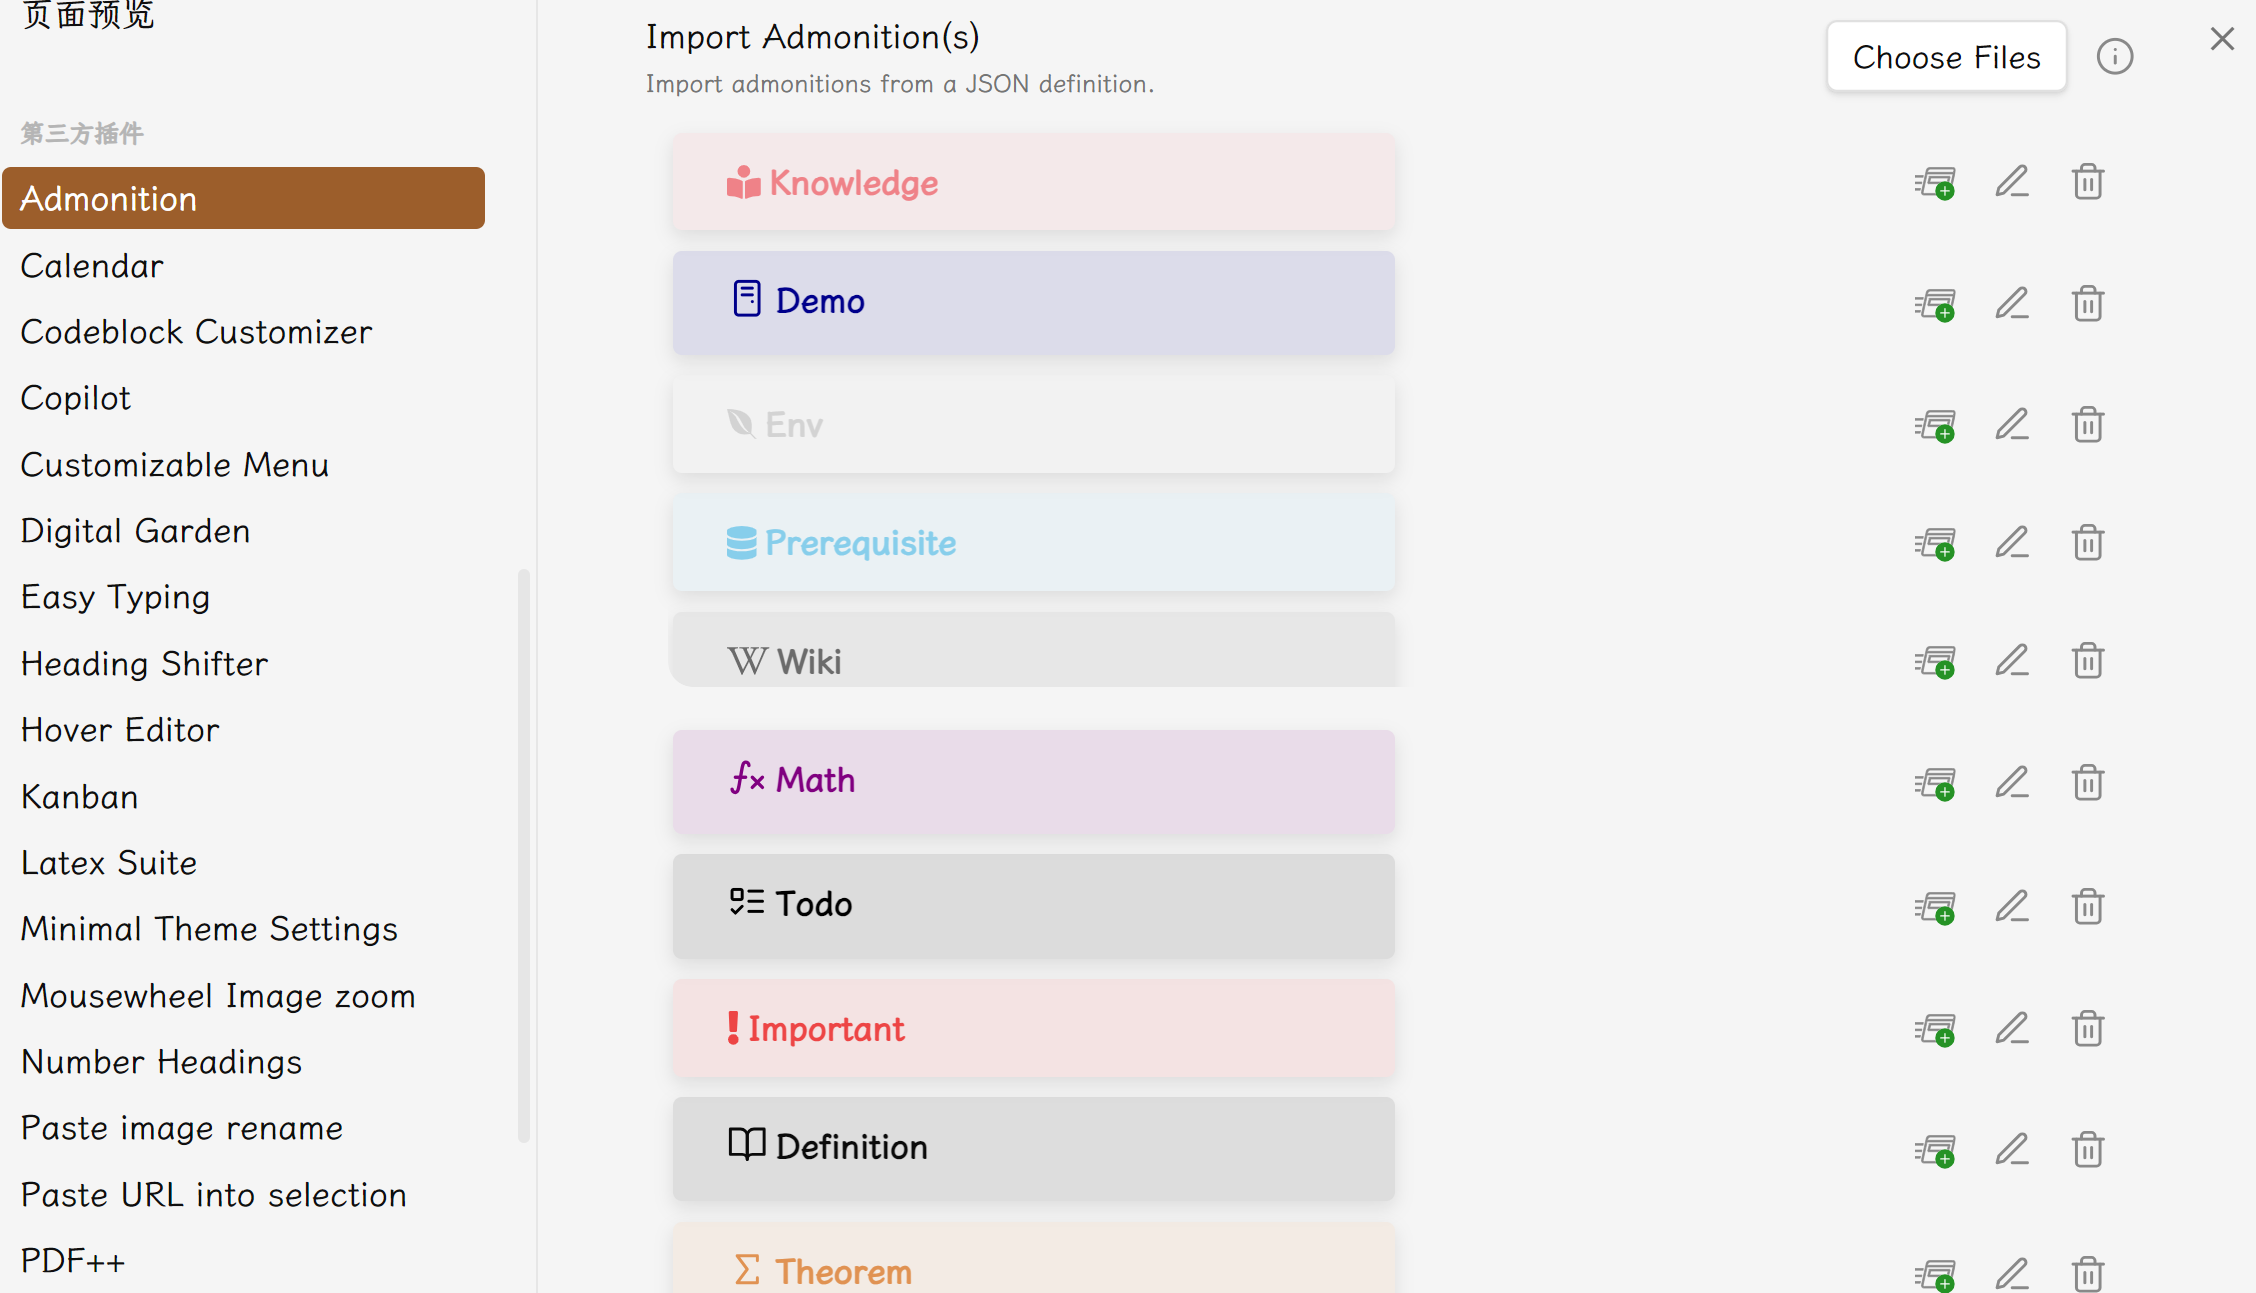 页面预览
第三方插件
Admonition
Calendar
Codeblock Customizer
Copilot
Customizable Menu
Digital Garden
Easy Typing
Heading Shifter
Hover Editor
Kanban
Latex Suite
Minimal Theme Settings
Mousewheel Image zoom
Number Headings
Paste image rename
Paste URL into selection
PDF++
Import Admonition(s)
Import admonitions from a JSON definition.
Choose Files
Knowledge
Demo
Env
Prerequisite
Wiki
Math
Todo
Important
Definition
Theorem